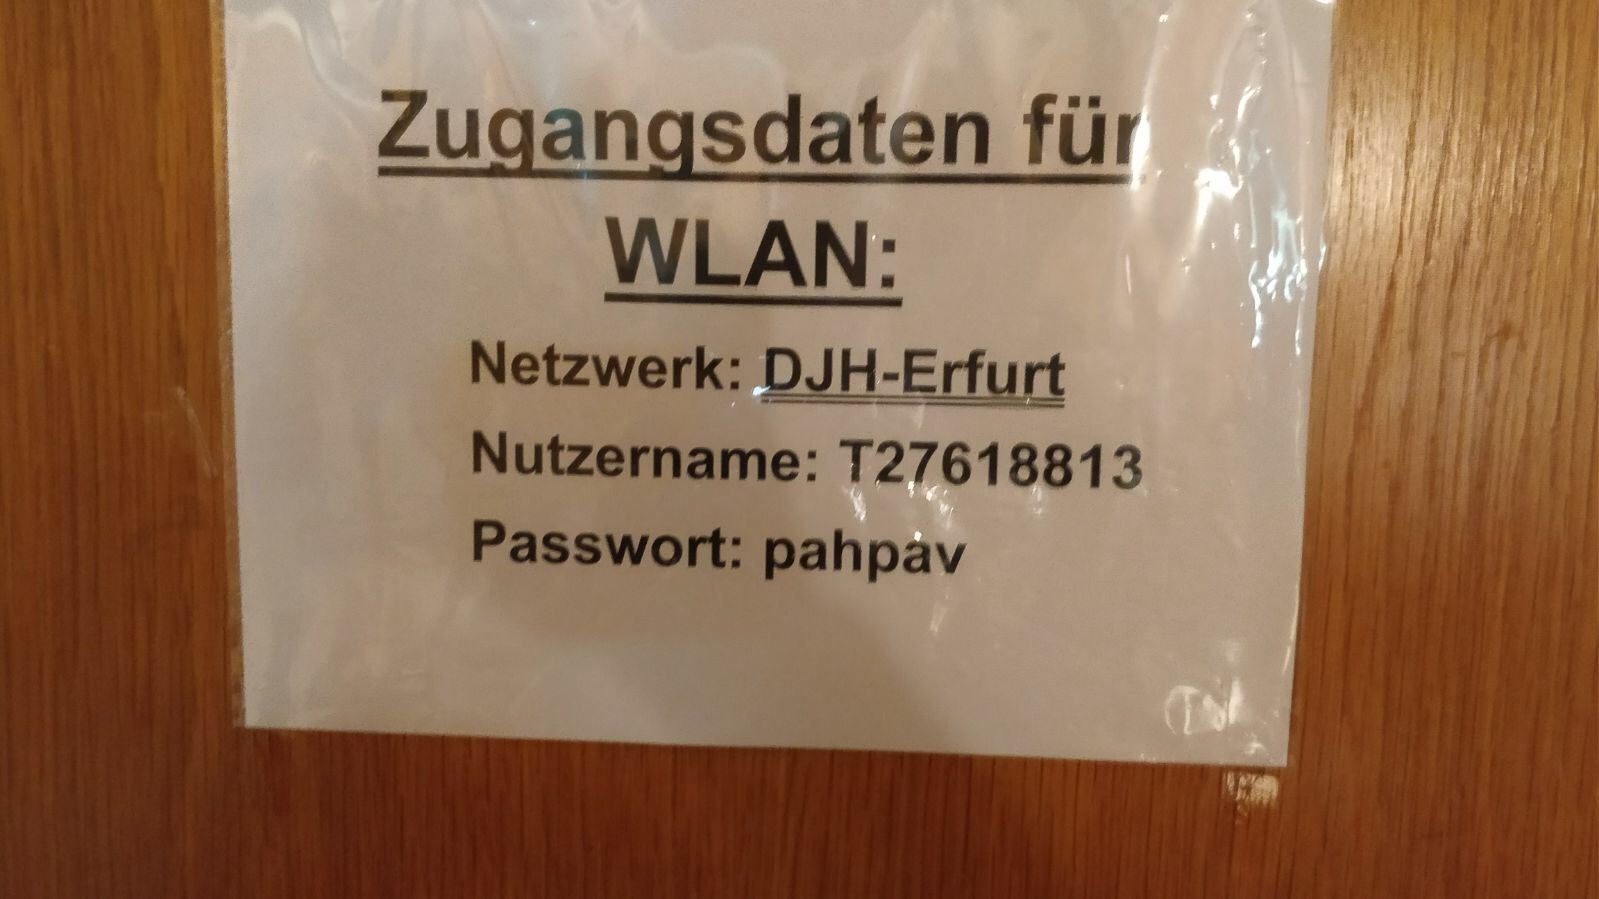 Zugangsdaten für
WLAN:
Netzwerk: DJH-Erfurt
Nutzername: T27618813
Passwort: pahpav